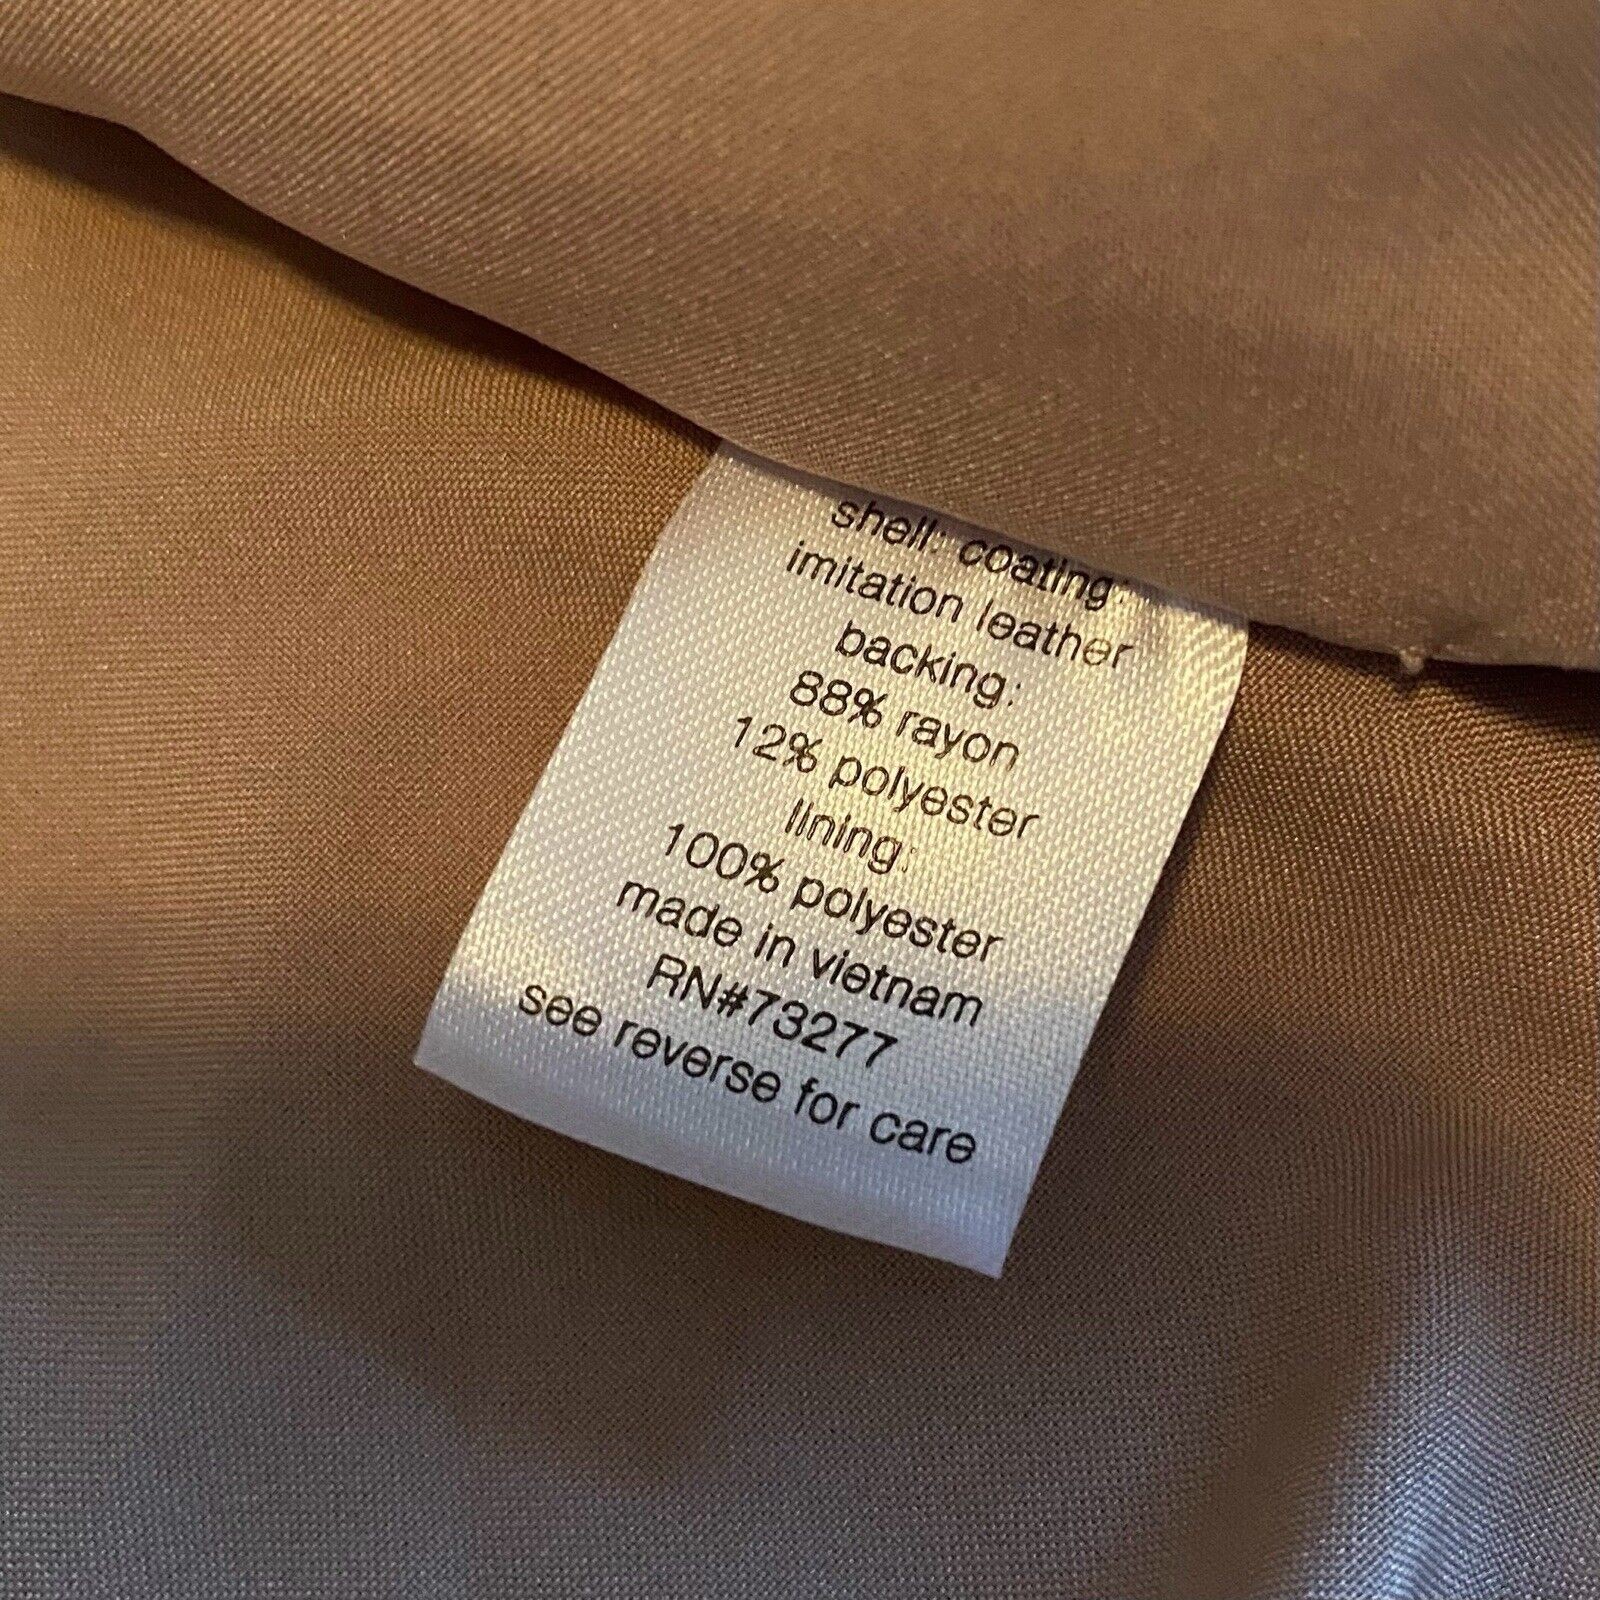 shell: coating:
imitation leather
backing:
88% rayon
12% polyester
lining:
100% polyester
made in vietnam
RN#73277
see reverse for care